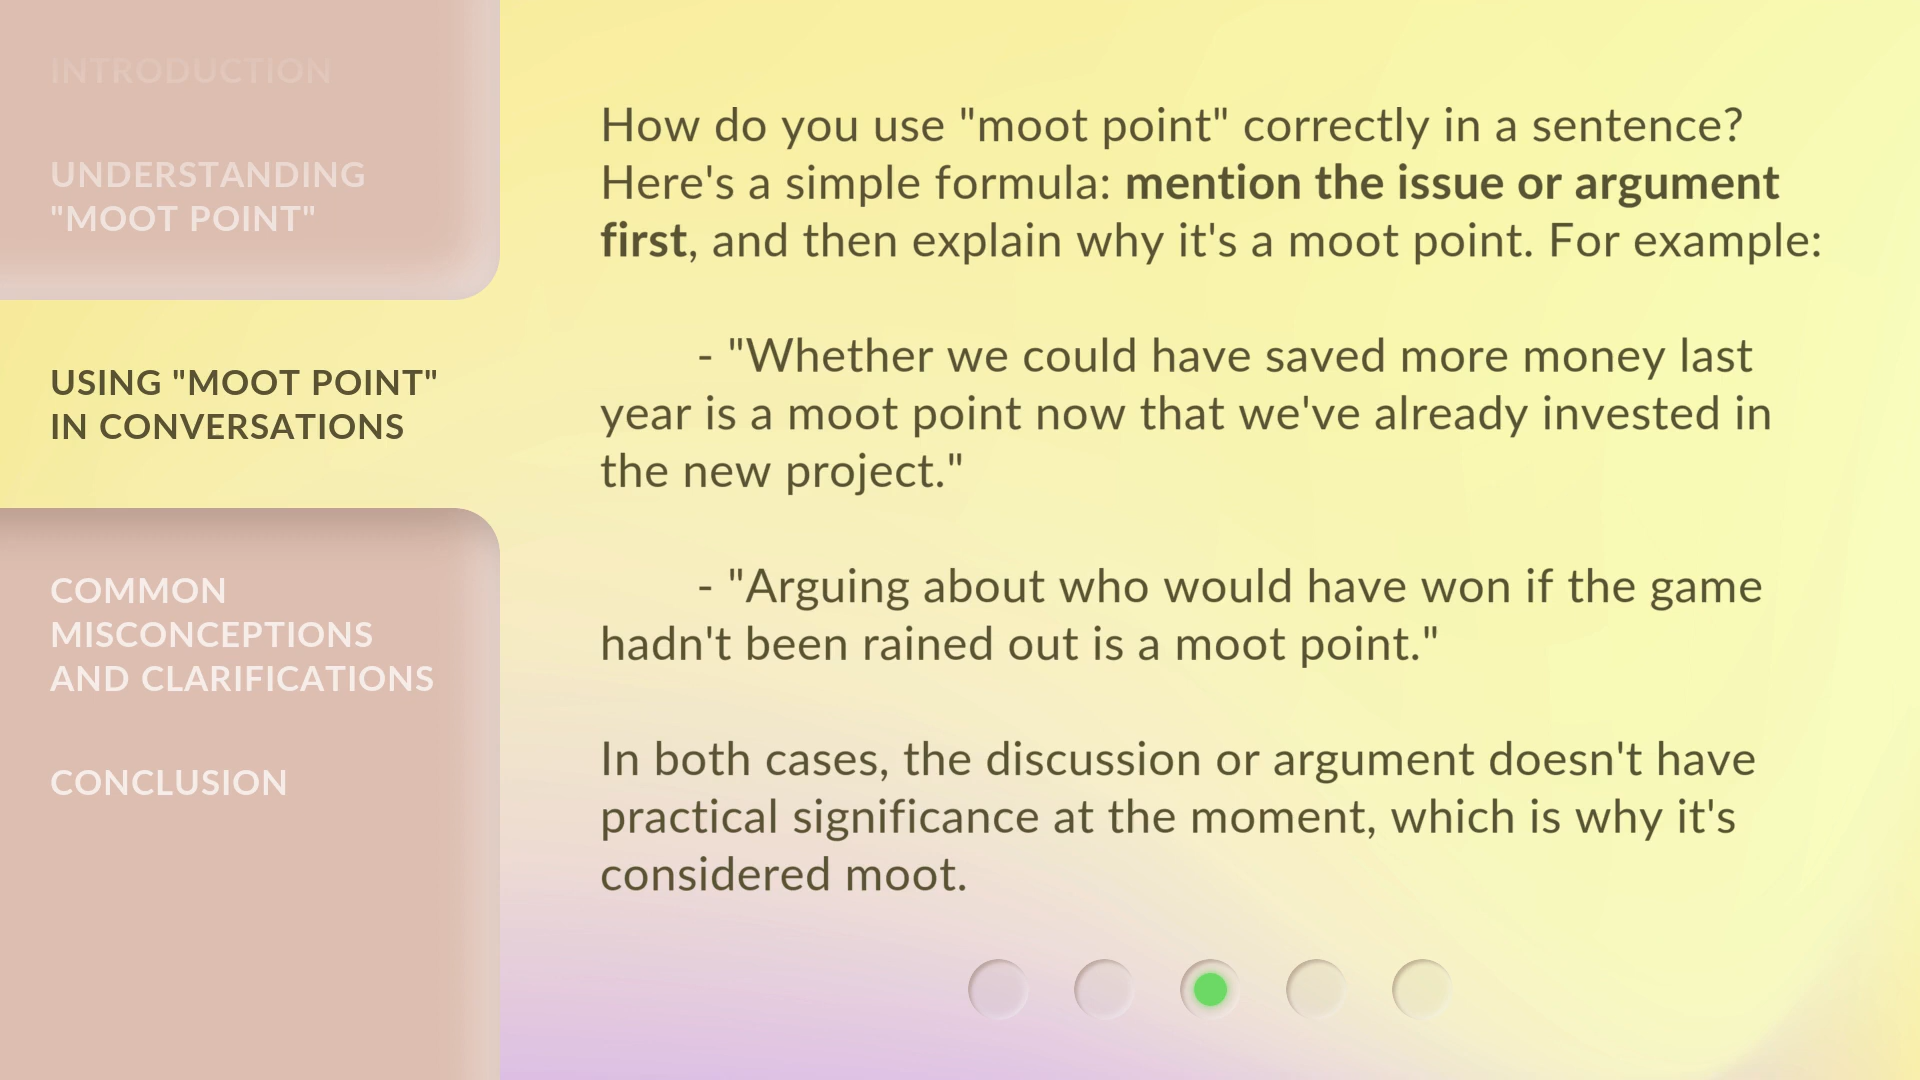 INTRODUCTION
UNDERSTANDING
"MOOT POINT"
USING "MOOT POINT"
IN CONVERSATIONS
COMMON
MISCONCEPTIONS
AND CLARIFICATIONS
CONCLUSION
How do you use "moot point" correctly in a sentence?
Here's a simple formula: mention the issue or argument
first, and then explain why it's a moot point. For example:
- "Whether we could have saved more money last
year is a moot point now that we've already invested in
the new project."
- "Arguing about who would have won if the game
hadn't been rained out is a moot point."
In both cases, the discussion or argument doesn't have
practical significance at the moment, which is why it's
considered moot.